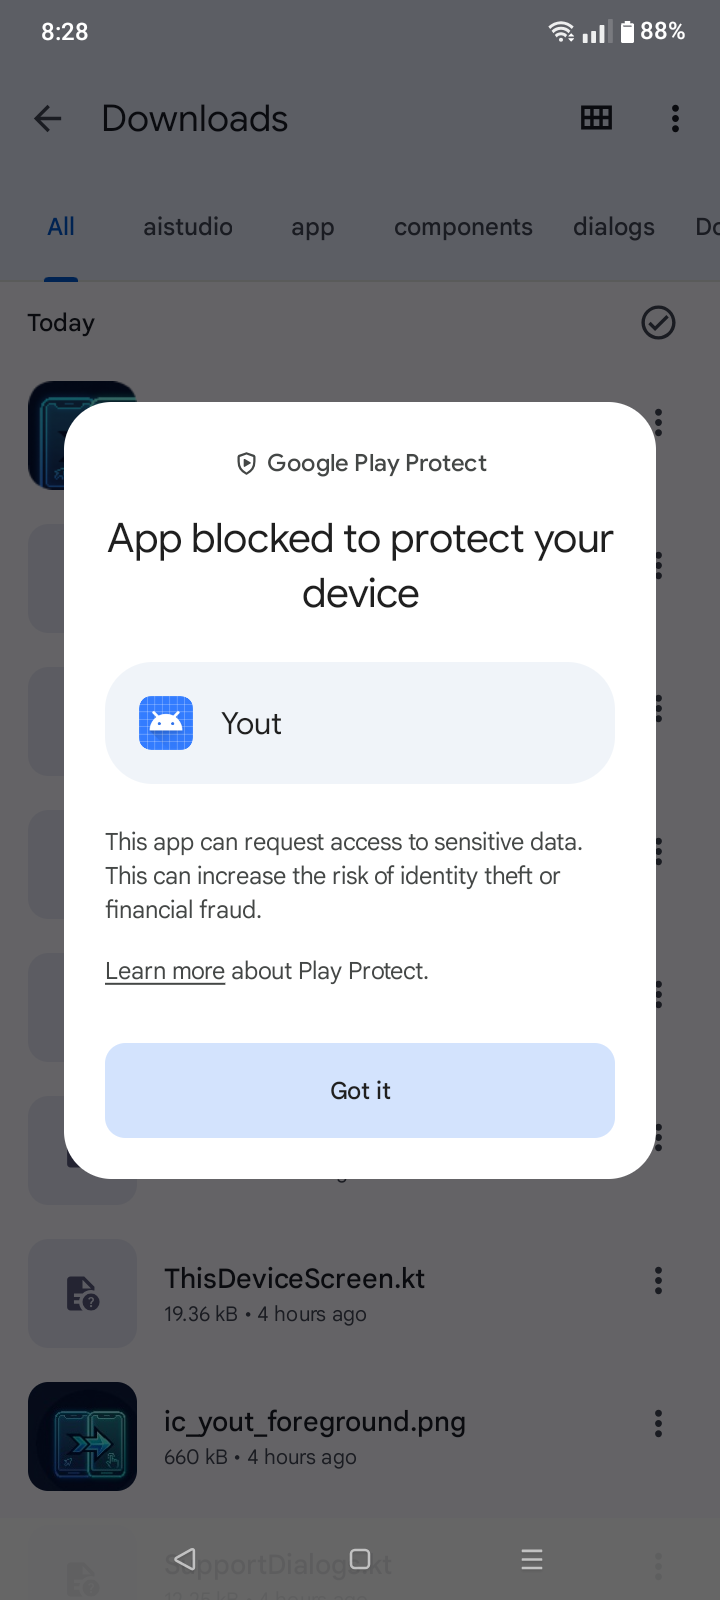 8:28
88%
Downloads
All aistudio app components dialogs Do
Today
Google Play Protect
App blocked to protect your
device
Yout
This app can request access to sensitive data.
This can increase the risk of identity theft or
financial fraud.
Learn more about Play Protect.
Got it
ThisDeviceScreen.kt
19.36 kB • 4 hours ago
ic_yout_foreground.png
660 kB • 4 hours ago
SupportDialogs.kt